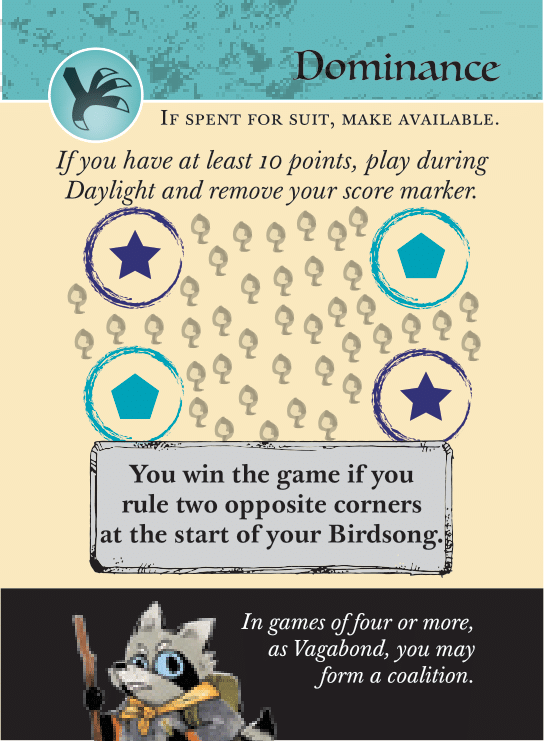 Dominance
If spent for suit, make available.
If you have at least 10 points, play during
Daylight and remove your score marker.
You win the game if you
rule two opposite corners
at the start of your Birdsong.
In games of four or more,
as Vagabond, you may
form a coalition.